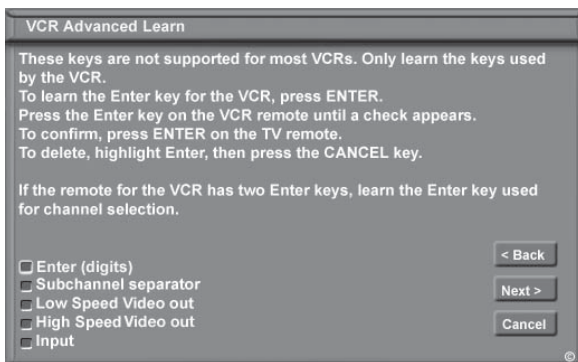 VCR Advanced Learn
These keys are not supported for most VCRs. Only learn the keys used
by the VCR.
To learn the Enter key for the VCR, press ENTER.
Press the Enter key on the VCR remote until a check appears.
To confirm, press ENTER on the TV remote.
To delete, highlight Enter, then press the CANCEL key.
If the remote for the VCR has two Enter keys, learn the Enter key used
for channel selection.
Enter (digits)
Subchannel separator
Low Speed Video out
High Speed Video out
Input
< Back
Next >
Cancel
©